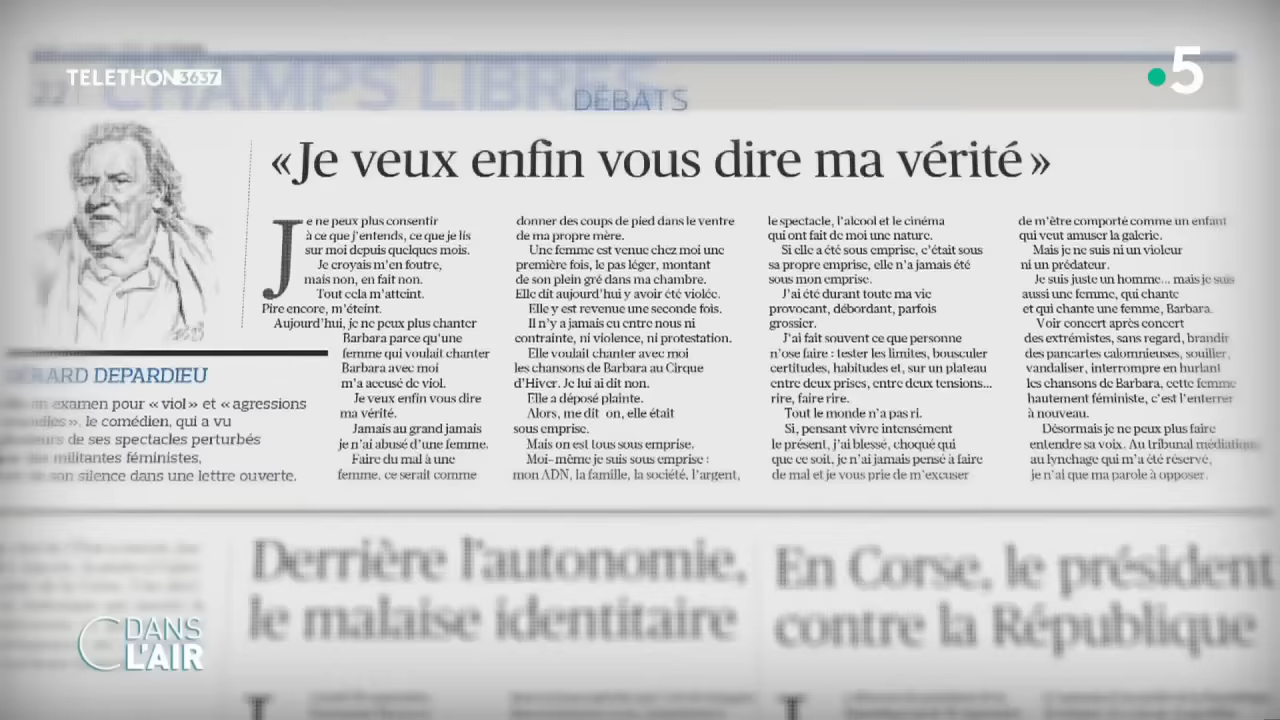 TELETHON 3637
5
22
CHAMPS LIBRES
DÉBATS
«Je veux enfin vous dire ma vérité»
GÉRARD DEPARDIEU
examen pour « viol » et « agressions
le comédien, qui a vu
de ses spectacles perturbés
militantes féministes,
son silence dans une lettre ouverte.
Je ne peux plus consentir
à ce que j'entends, ce que je lis
sur moi depuis quelques mois.
Je croyais m'en foutre,
mais non, en fait non.
Tout cela m'atteint.
Pire encore, m'éteint.
Aujourd'hui, je ne peux plus chanter
Barbara parce qu'une
femme qui voulait chanter
Barbara avec moi
m'a accusé de viol.
Je veux enfin vous dire
ma vérité.
Jamais au grand jamais
je n'ai abusé d'une femme.
Faire du mal à une
femme, ce serait comme
donner des coups de pied dans le ventre
de ma propre mère.
Une femme est venue chez moi une
première fois, le pas léger, montant
de son plein gré dans ma chambre.
Elle dit aujourd'hui y avoir été violée.
Elle y est revenue une seconde fois.
Il n'y a jamais eu entre nous ni
contrainte, ni violence, ni protestation.
Elle voulait chanter avec moi
les chansons de Barbara au Cirque
d'Hiver. Je lui ai dit non.
Elle a déposé plainte.
Alors, me dit on, elle était
sous emprise.
Mais on est tous sous emprise.
Moi-même je suis sous emprise :
mon ADN, la famille, la société, l'argent,
le spectacle, l'alcool et le cinéma
qui ont fait de moi une nature.
Si elle a été sous emprise, c'était sous
sa propre emprise, elle n'a jamais été
sous mon emprise.
J'ai été durant toute ma vie
provocant, débordant, parfois
grossier.
J'ai fait souvent ce que personne
n'ose faire : tester les limites, bousculer
certitudes, habitudes et, sur un plateau
entre deux prises, entre deux tensions...
rire, faire rire.
Tout le monde n'a pas ri.
Si, pensant vivre intensément
le présent, j'ai blessé, choqué qui
que ce soit, je n'ai jamais pensé à faire
de mal et je vous prie de m'excuser
de m'être comporté comme un enfant
qui veut amuser la galerie.
Mais je ne suis ni un violeur
ni un prédateur.
Je suis juste un homme... mais je suis
aussi une femme, qui chante
et qui chante une femme, Barbara.
Voir concert après concert
des extrémistes, sans regard, brandir
des pancartes calomnieuses, souiller,
vandaliser, interrompre en hurlant
les chansons de Barbara, cette femme
hautement féministe, c'est l'enterrer
à nouveau.
Désormais je ne peux plus faire
entendre sa voix. Au tribunal médiatique
au lynchage qui m'a été réservé,
je n'ai que ma parole à opposer.
Derrière l'autonomie,
le malaise identitaire
En Corse, le président
contre la République
C DANS
L'AIR